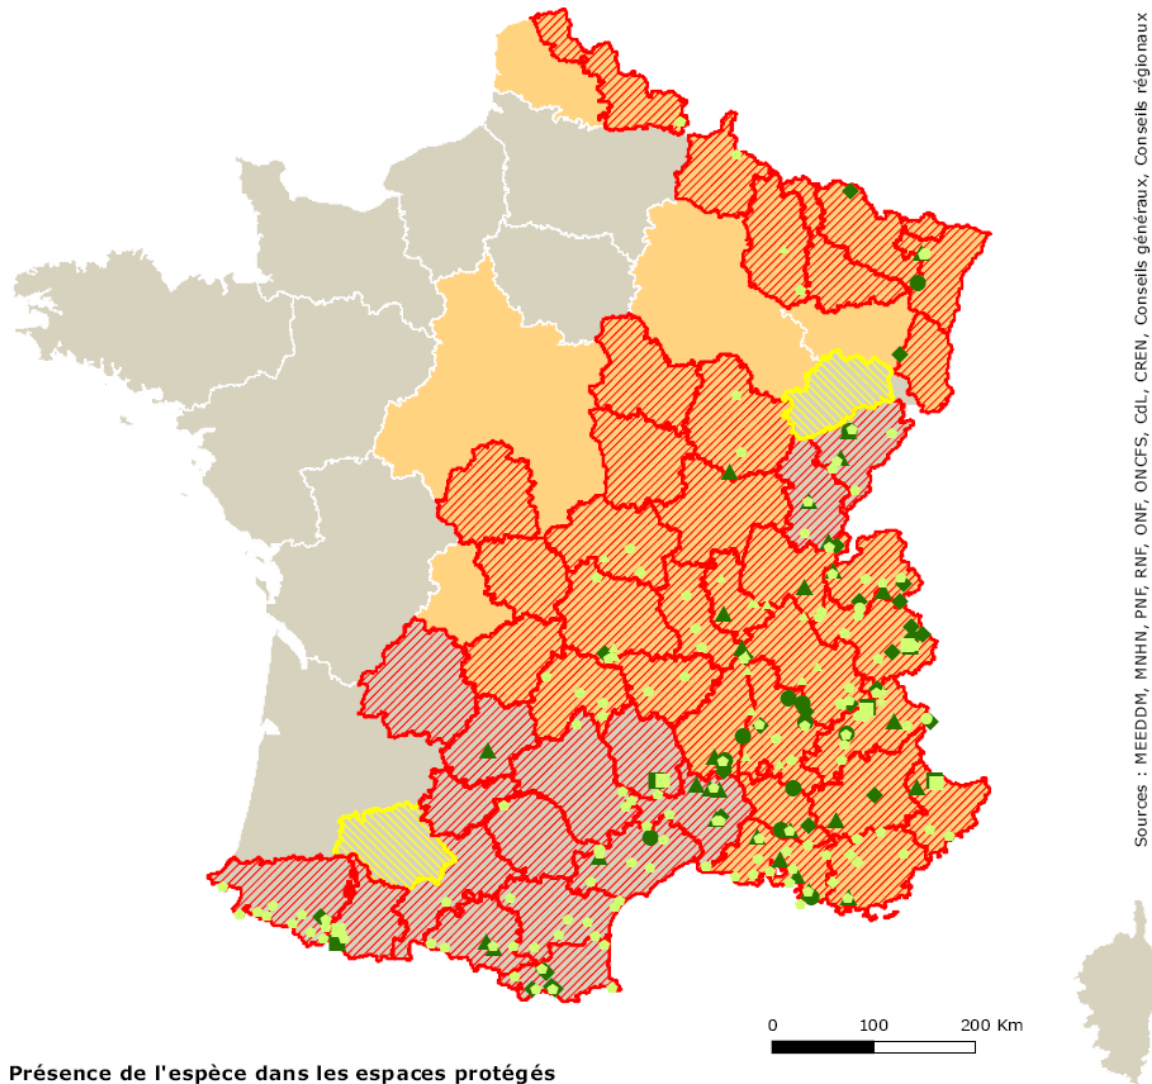 Sources : MEEDDM, MNHN, PNF, RNF, ONF, ONCFS, CdL, CREN, Conseils généraux, Conseils régionaux
0 100 200 Km
Présence de l'espèce dans les espaces protégés